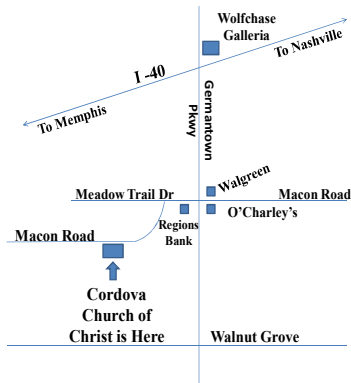 Wolfchase
Galleria
To Nashville
I -40
To Memphis
Germantown
Pkwy
Walgreen
Meadow Trail Dr
Macon Road
O'Charley's
Regions
Bank
Macon Road
Cordova
Church of
Christ is Here
Walnut Grove